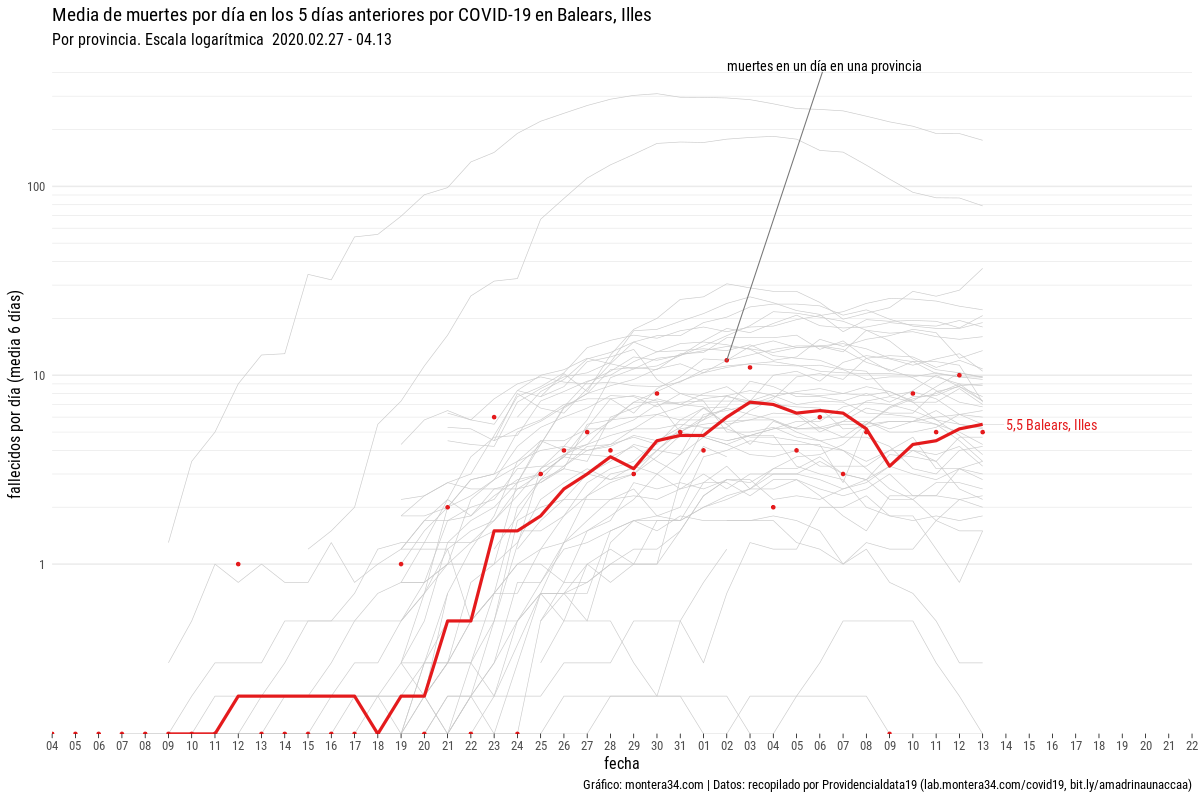 Media de muertes por día en los 5 días anteriores por COVID-19 en Balears, Illes
Por provincia. Escala logarítmica 2020.02.27 - 04.13
muertes en un día en una provincia
fallecidos por día (media 6 días)
100
10
1
5,5 Balears, Illes
04 05 06 07 08 09 10 11 12 13 14 15 16 17 18 19 20 21 22 23 24 25 26 27 28 29 30 31 01 02 03 04 05 06 07 08 09 10 11 12 13 14 15 16 17 18 19 20 21 22
fecha
Gráfico: montera34.com | Datos: recopilado por Providencialdata19 (lab.montera34.com/covid19, bit.ly/amadrinaunaccaa)